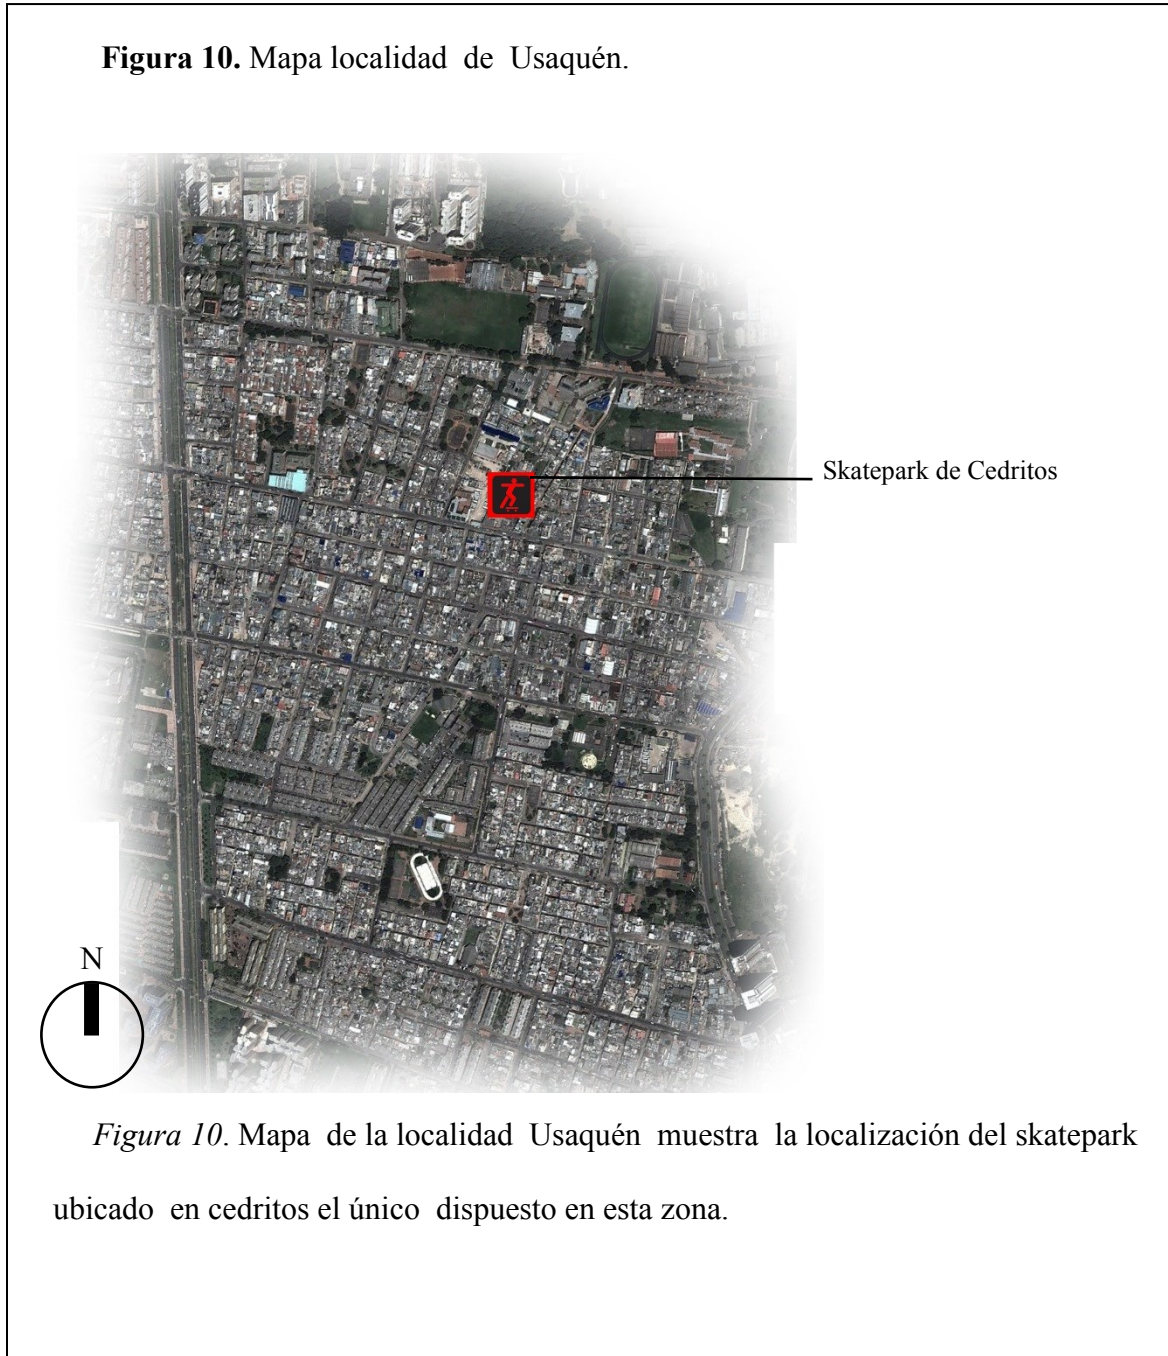 Figura 10. Mapa localidad de Usaquén.
Skatepark de Cedritos
N
Figura 10. Mapa de la localidad Usaquén muestra la localización del skatepark
ubicado en cedritos el único dispuesto en esta zona.